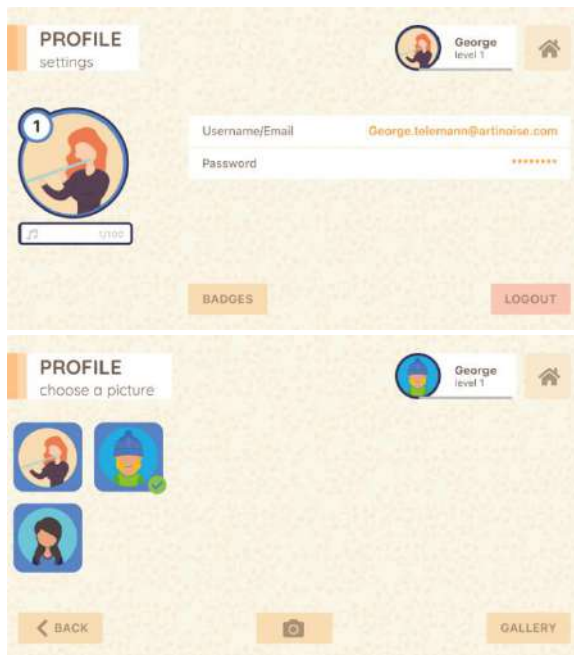 PROFILE
settings
George
level 1
1
Username/Email George.telemann@artinoise.com
Password ********
1/100
BADGES
LOGOUT
PROFILE
choose a picture
George
level 1
BACK
GALLERY